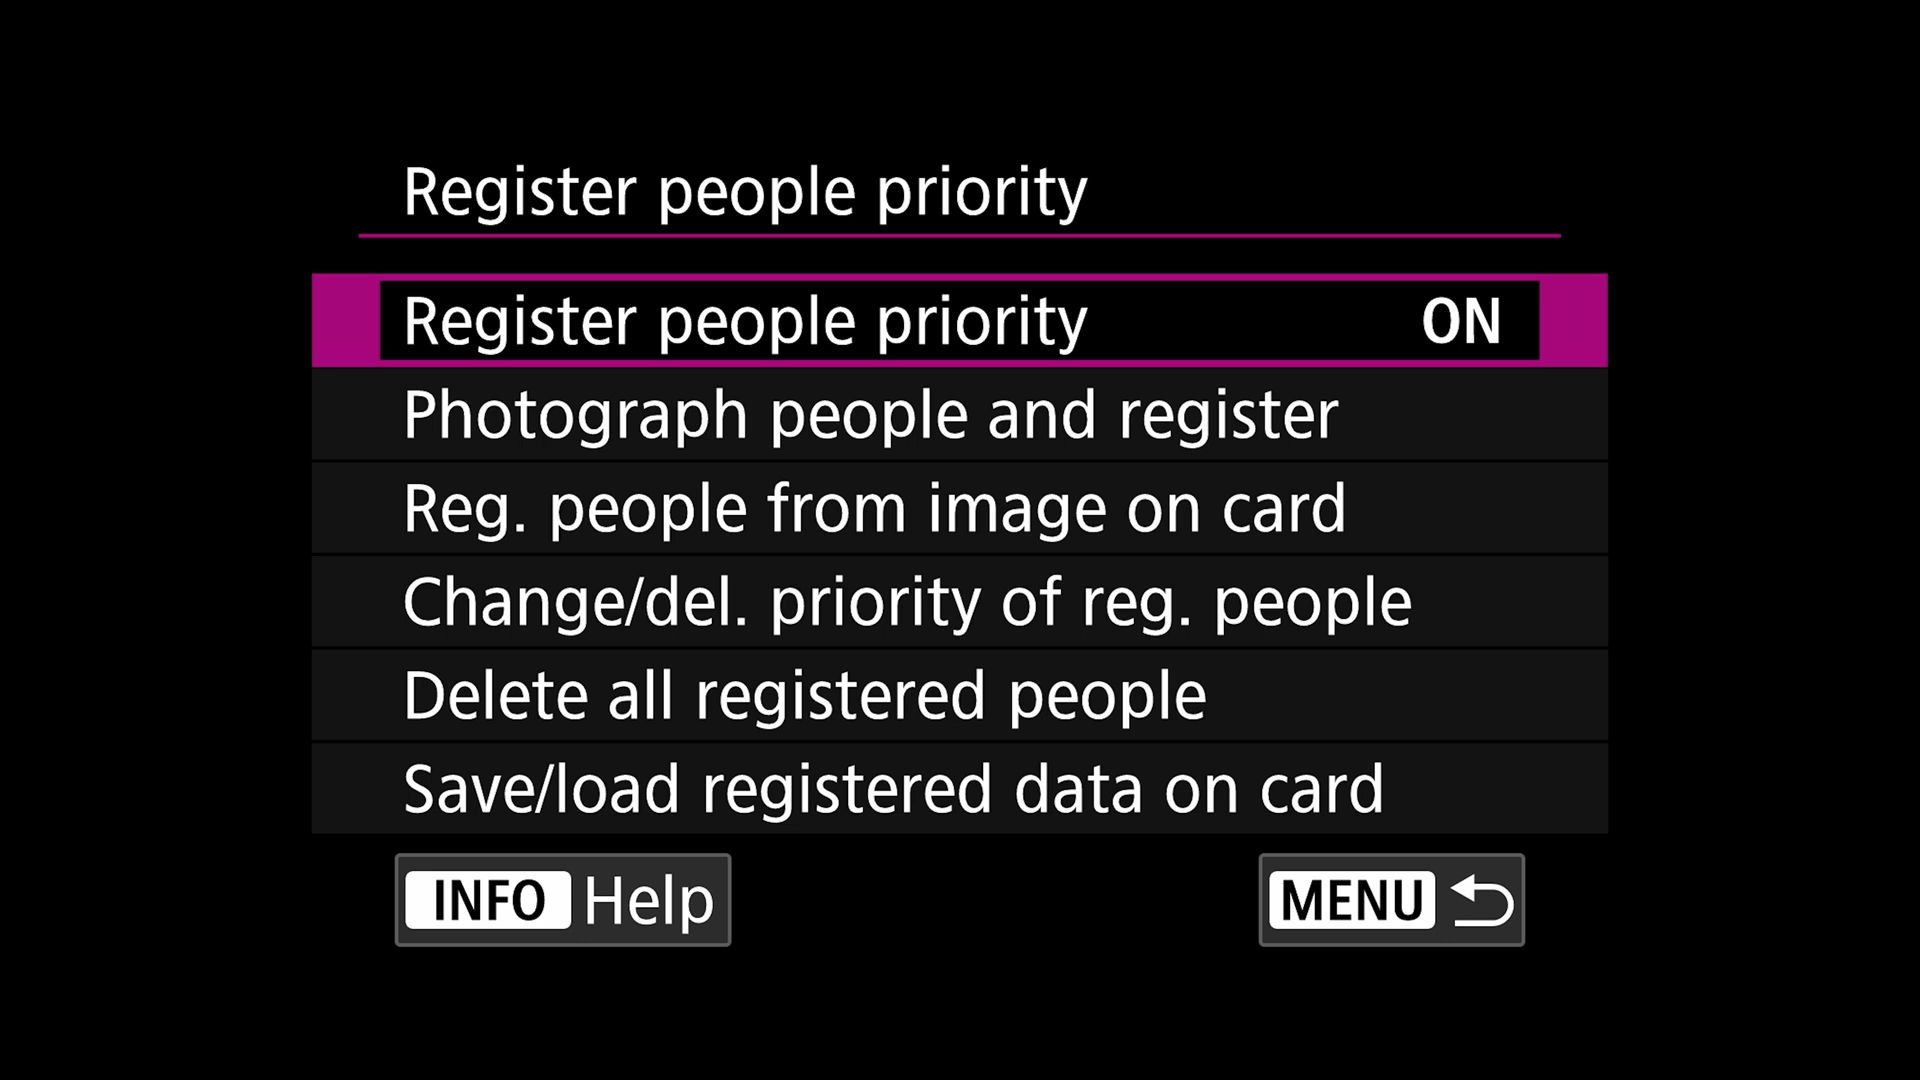 Register people priority
Register people priority ON
Photograph people and register
Reg. people from image on card
Change/del. priority of reg. people
Delete all registered people
Save/load registered data on card
INFO Help MENU